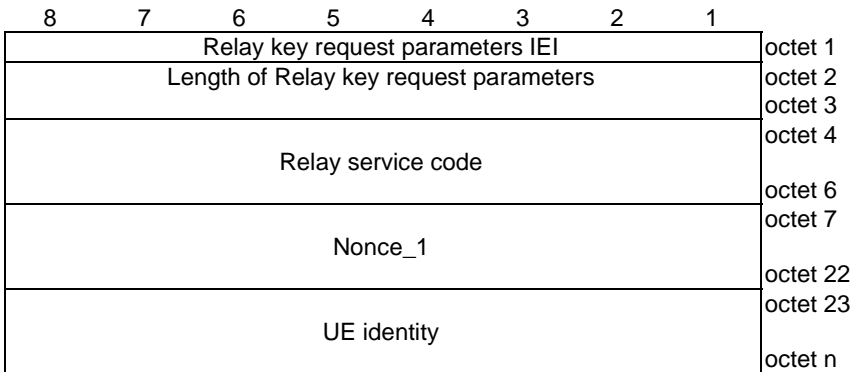 8 7 6 5 4 3 2 1
Relay key request parameters IEI octet 1
Length of Relay key request parameters octet 2
octet 3
octet 4
Relay service code
octet 6
octet 7
Nonce_1
octet 22
octet 23
UE identity
octet n